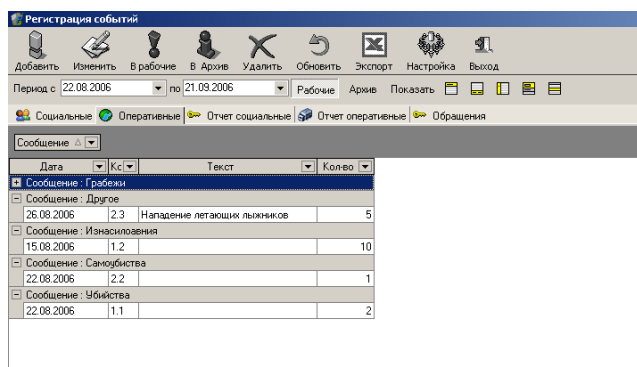 Регистрация событий
Добавить Изменить В рабочие В Архив Удалить Обновить Экспорт Настройка Выход
Период с 22.08.2006 по 21.09.2006 Рабочие Архив Показать
Социальные Оперативные Отчет социальные Отчет оперативные Обращения
Сообщение
Дата Кс Текст Кол-во
Сообщение : Грабежи
Сообщение : Другое
26.08.2006 2.3 Нападение летающих лыжников 5
Сообщение : Изнасилоавния
15.08.2006 1.2 10
Сообщение : Самоубиства
22.08.2006 2.2 1
Сообщение : Убийства
22.08.2006 1.1 2